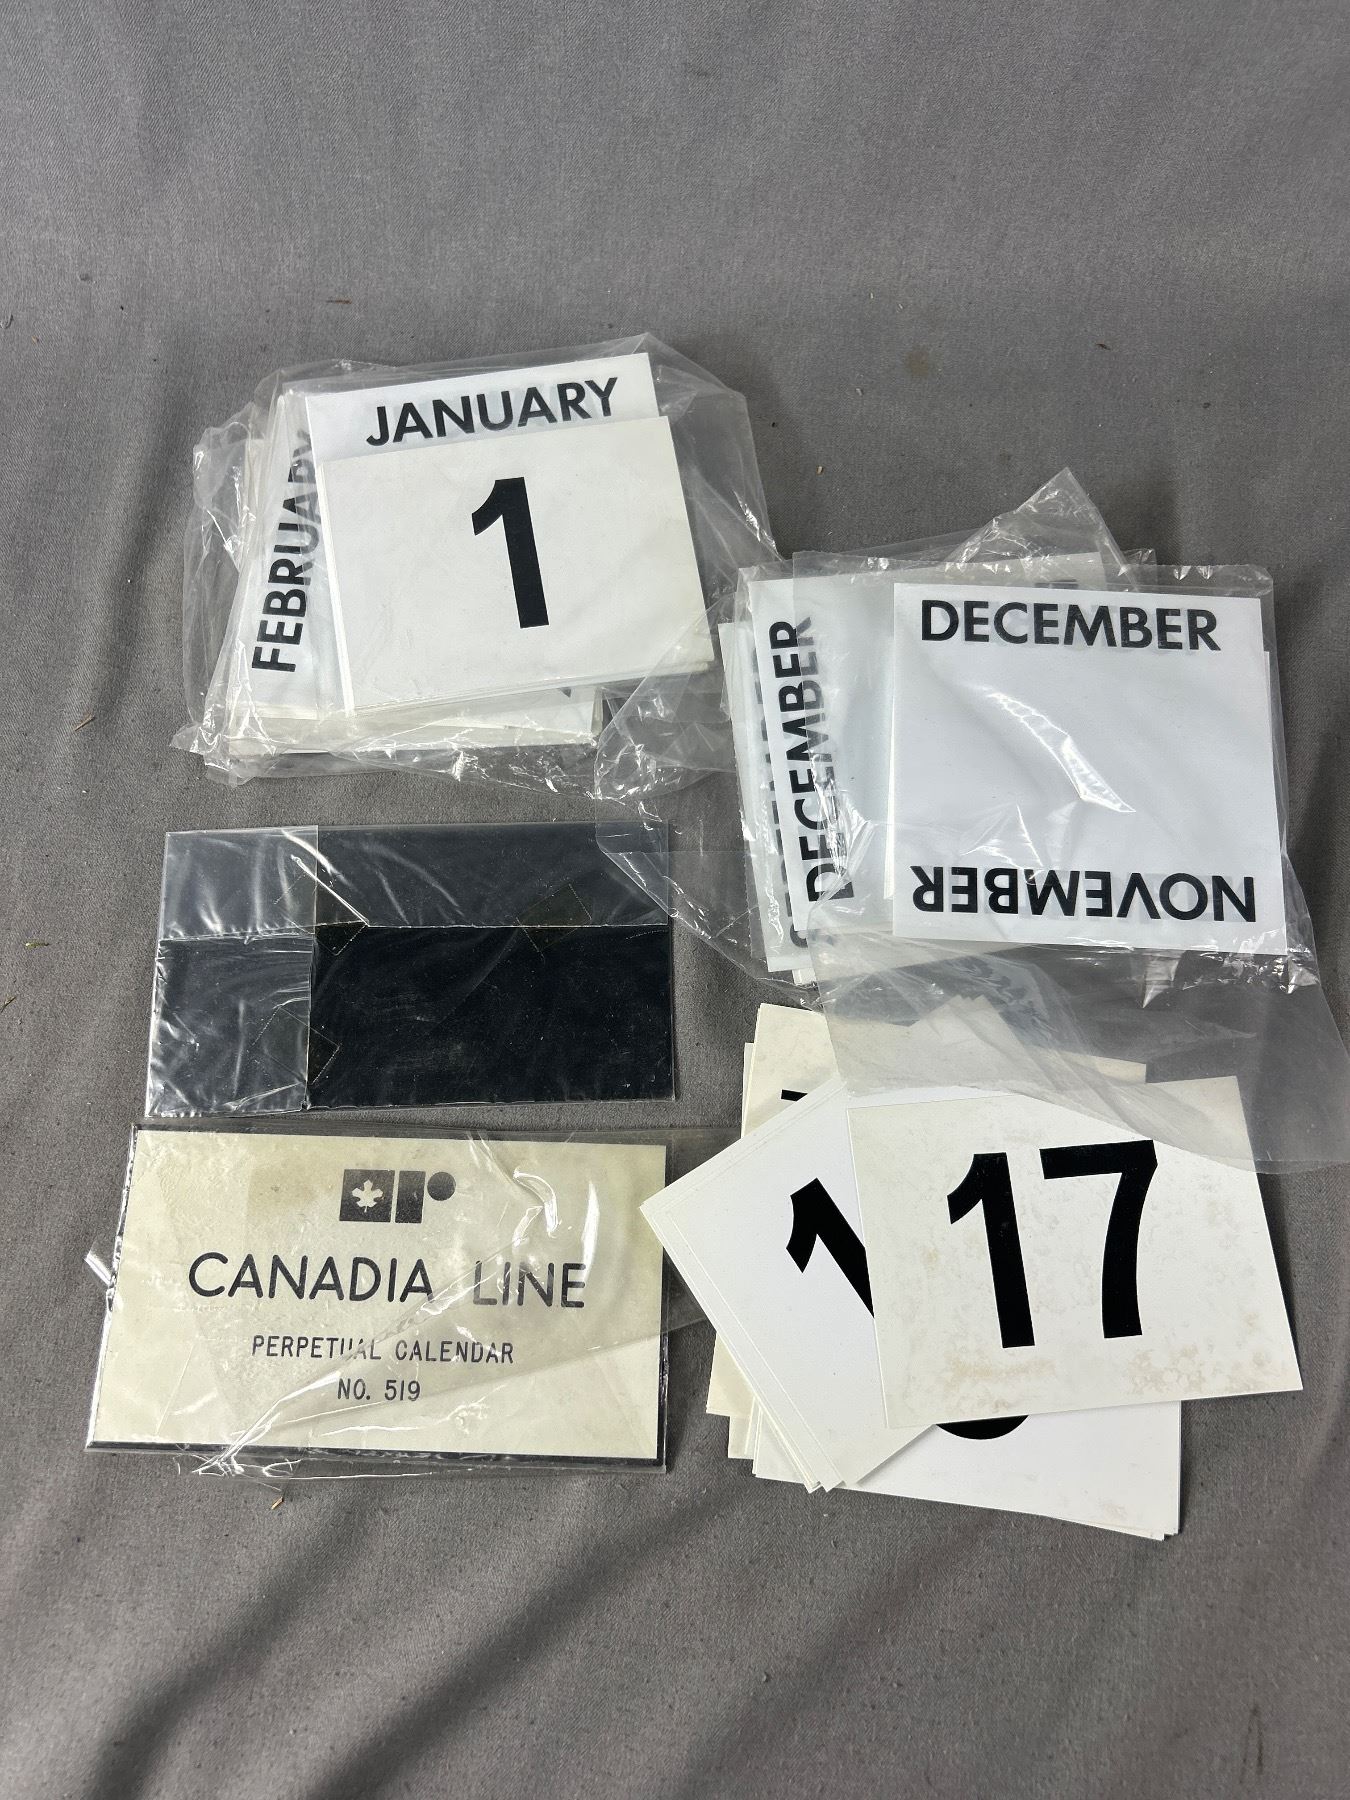 JANUARY
FEBRUARY
1
DECEMBER
DECEMBER
NOVEMBER
17
CANADIA LINE
PERPETUAL CALENDAR
NO. 519